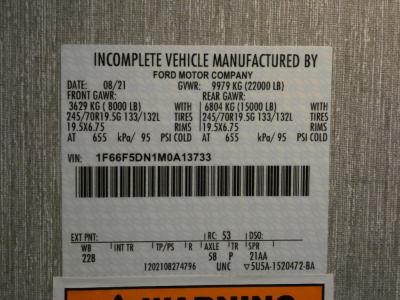 INCOMPLETE VEHICLE MANUFACTURED BY
FORD MOTOR COMPANY
DATE: 08/21 GVWR: 9979 KG (22000 LB)
FRONT GAWR: REAR GAWR:
3629 KG ( 8000 LB) WITH 6804 KG (15000 LB) WITH
245/70R19.5G 133/132L TIRES 245/70R19.5G 133/132L TIRES
19.5X6.75 RIMS 19.5X6.75 RIMS
AT 655 kPa/ 95 PSI COLD AT 655 kPa/ 95 PSI COLD
VIN: 1F66F5DN1M0A13733
EXT PNT: RC: 53 DSO:
WB INT TR TP/PS R AXLE TR SPR
22B 5B P 21AA
1202108274796 UNC ▽5U5A-1520472-BA
WARNING